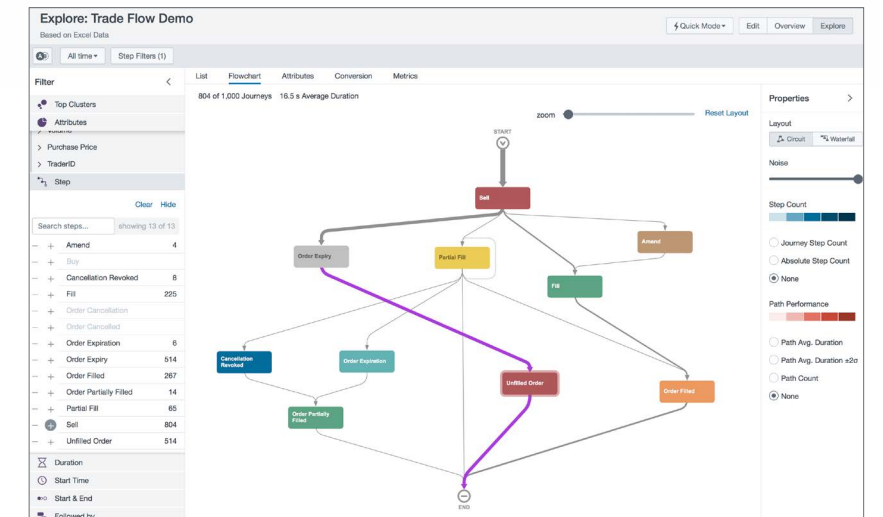 Explore: Trade Flow Demo
Based on Excel Data
Quick Mode
Edit
Overview
Explore
All time
Step Filters (1)
Filter
List
Flowchart
Attributes
Conversion
Metrics
804 of 1,000 Journeys 16.5 s Average Duration
zoom
Reset Layout
Top Clusters
Attributes
Volume
Purchase Price
TraderID
Step
Clear Hide
Search steps...
showing 13 of 13
Amend 4
Buy
Cancellation Revoked 8
Fill 225
Order Cancellation
Order Cancelled
Order Expiration 6
Order Expiry 514
Order Filled 267
Order Partially Filled 14
Partial Fill 65
Sell 804
Unfilled Order 514
Duration
Start Time
Start & End
Followed by
START
Sell
Order Expiry
Partial Fill
Amend
Fill
Cancellation
Revoked
Order Expiration
Unfilled Order
Order Filled
Order Partially
Filled
END
Properties
Layout
Circuit
Waterfall
Noise
Step Count
Journey Step Count
Absolute Step Count
None
Path Performance
Path Avg. Duration
Path Avg. Duration ±2σ
Path Count
None